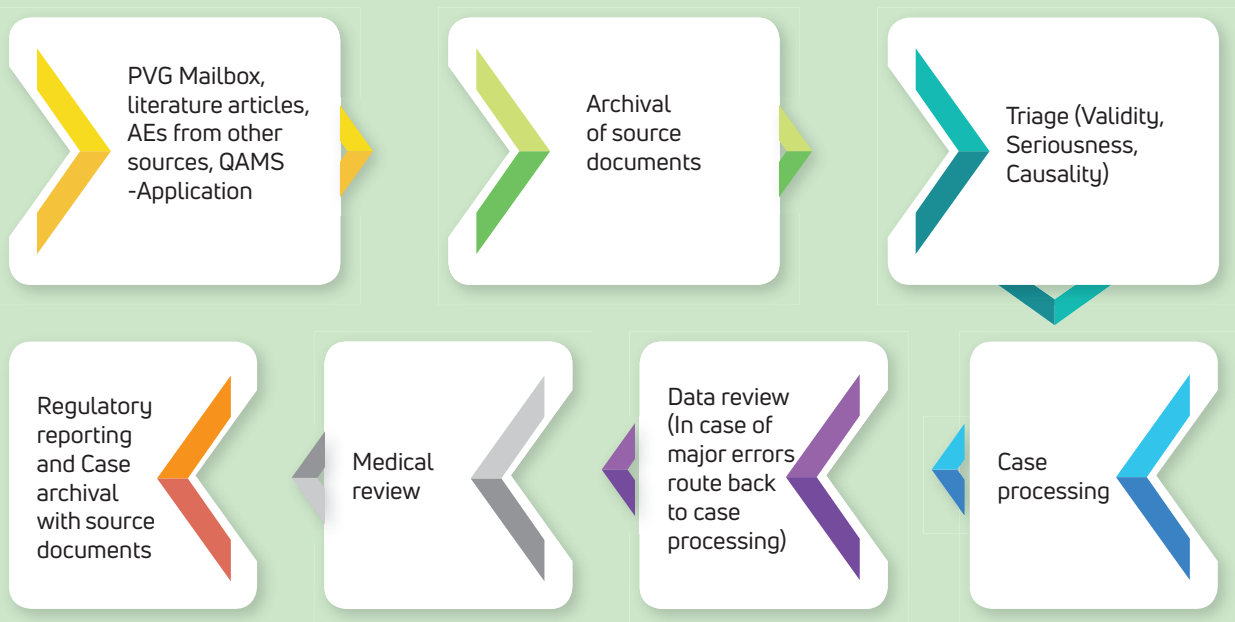 PVG Mailbox,
literature articles,
AEs from other
sources, QAMS
-Application
Archival
of source
documents
Triage (Validity,
Seriousness,
Causality)
Case
processing
Data review
(In case of
major errors
route back
to case
processing)
Medical
review
Regulatory
reporting
and Case
archival
with source
documents